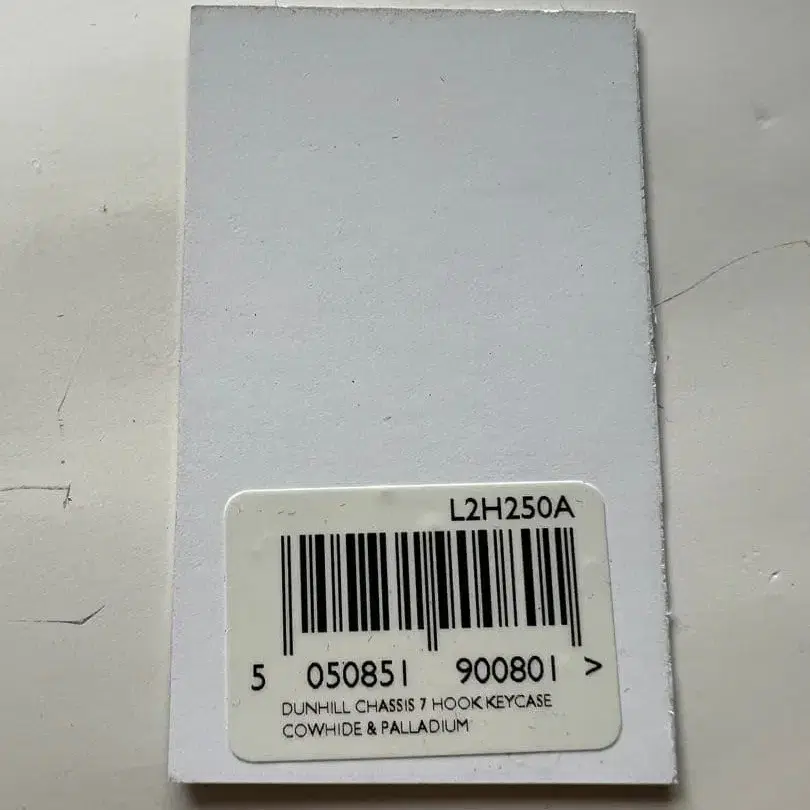 L2H250A
5 050851 900801 >
DUNHILL CHASSIS 7 HOOK KEYCASE
COWHIDE & PALLADIUM